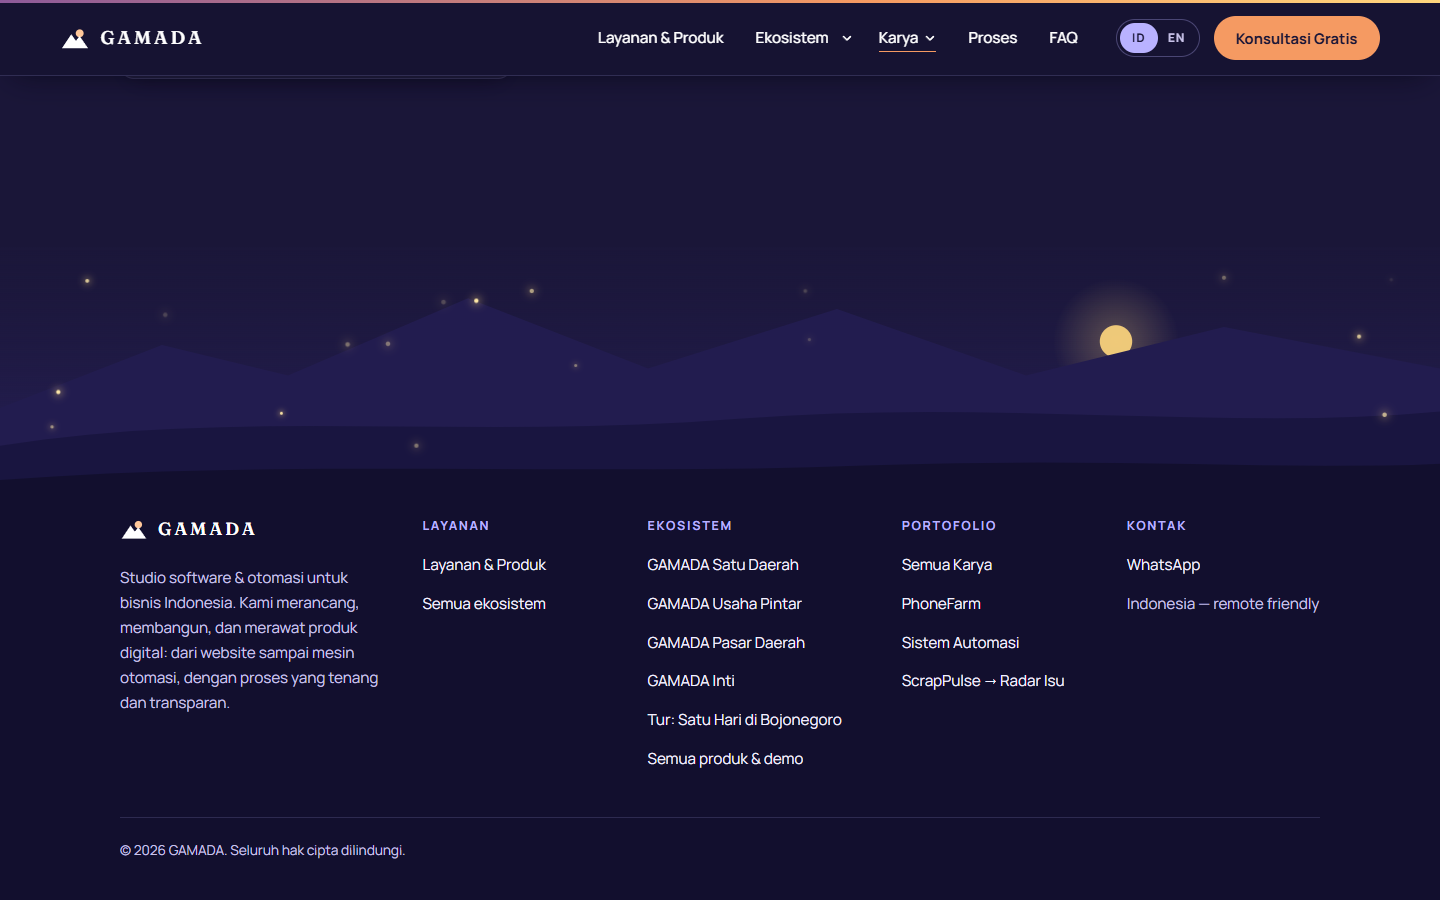 GAMADA
Layanan & Produk
Ekosistem
Karya
Proses
FAQ
ID
EN
Konsultasi Gratis
GAMADA
Studio software & otomasi untuk
bisnis Indonesia. Kami merancang,
membangun, dan merawat produk
digital: dari website sampai mesin
otomasi, dengan proses yang tenang
dan transparan.
LAYANAN
Layanan & Produk
Semua ekosistem
EKOSISTEM
GAMADA Satu Daerah
GAMADA Usaha Pintar
GAMADA Pasar Daerah
GAMADA Inti
Tur: Satu Hari di Bojonegoro
Semua produk & demo
PORTOFOLIO
Semua Karya
PhoneFarm
Sistem Automasi
ScrapPulse → Radar Isu
KONTAK
WhatsApp
Indonesia — remote friendly
© 2026 GAMADA. Seluruh hak cipta dilindungi.